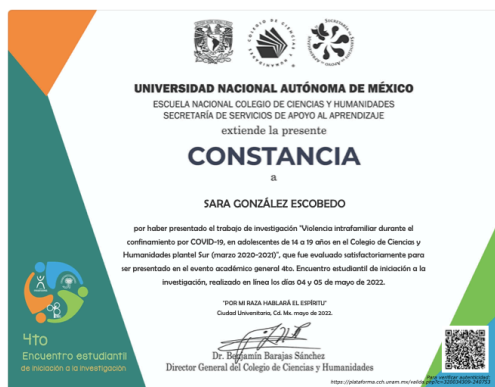 UNIVERSIDAD NACIONAL AUTÓNOMA DE MÉXICO
ESCUELA NACIONAL COLEGIO DE CIENCIAS Y HUMANIDADES
SECRETARÍA DE SERVICIOS DE APOYO AL APRENDIZAJE
extiende la presente
CONSTANCIA
a
SARA GONZÁLEZ ESCOBEDO
por haber presentado el trabajo de investigación "Violencia intrafamiliar durante el
confinamiento por COVID-19, en adolescentes de 14 a 19 años en el Colegio de Ciencias y
Humanidades plantel Sur (marzo 2020-2021)", que fue evaluado satisfactoriamente para
ser presentado en el evento académico general 4to. Encuentro estudiantil de iniciación a la
investigación, realizado en línea los días 04 y 05 de mayo de 2022.
"POR MI RAZA HABLARÁ EL ESPÍRITU"
Ciudad Universitaria, Cd. Mx. mayo de 2022.
4to
Encuentro estudiantil
de iniciación a la investigación
Dr. Benjamín Barajas Sánchez
Director General del Colegio de Ciencias y Humanidades
Para verificar autenticidad